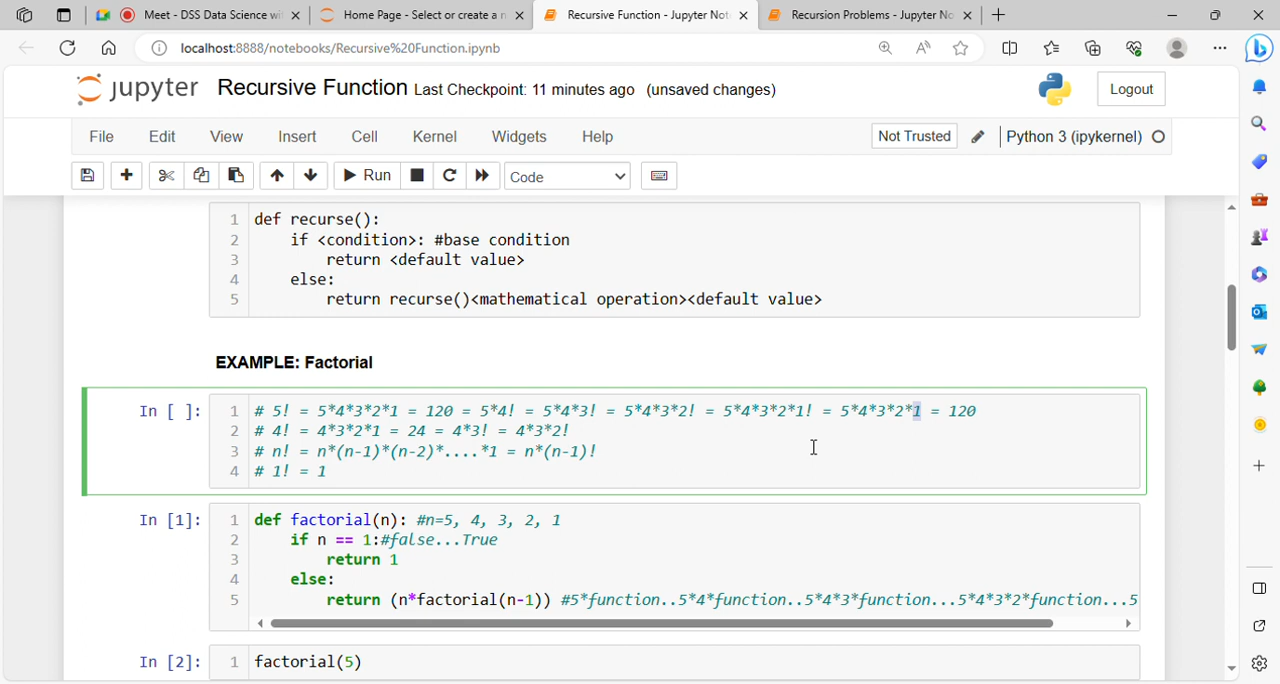 Meet - DSS Data Science wi
Home Page - Select or create a n
Recursive Function - Jupyter Not
Recursion Problems - Jupyter No
localhost:8888/notebooks/Recursive%20Function.ipynb
jupyter Recursive Function Last Checkpoint: 11 minutes ago (unsaved changes)
Logout
File Edit View Insert Cell Kernel Widgets Help
Not Trusted
Python 3 (ipykernel)
Run
Code
1 def recurse():
2 if <condition>: #base condition
3 return <default value>
4 else:
5 return recurse()<mathematical operation><default value>
EXAMPLE: Factorial
In [ ]: 1 # 5! = 5*4*3*2*1 = 120 = 5*4! = 5*4*3! = 5*4*3*2! = 5*4*3*2*1! = 5*4*3*2*1 = 120
2 # 4! = 4*3*2*1 = 24 = 4*3! = 4*3*2!
3 # n! = n*(n-1)*(n-2)*....*1 = n*(n-1)!
4 # 1! = 1
In [1]: 1 def factorial(n): #n=5, 4, 3, 2, 1
2 if n == 1:#false...True
3 return 1
4 else:
5 return (n*factorial(n-1)) #5*function..5*4*function..5*4*3*function...5*4*3*2*function...5
In [2]: 1 factorial(5)